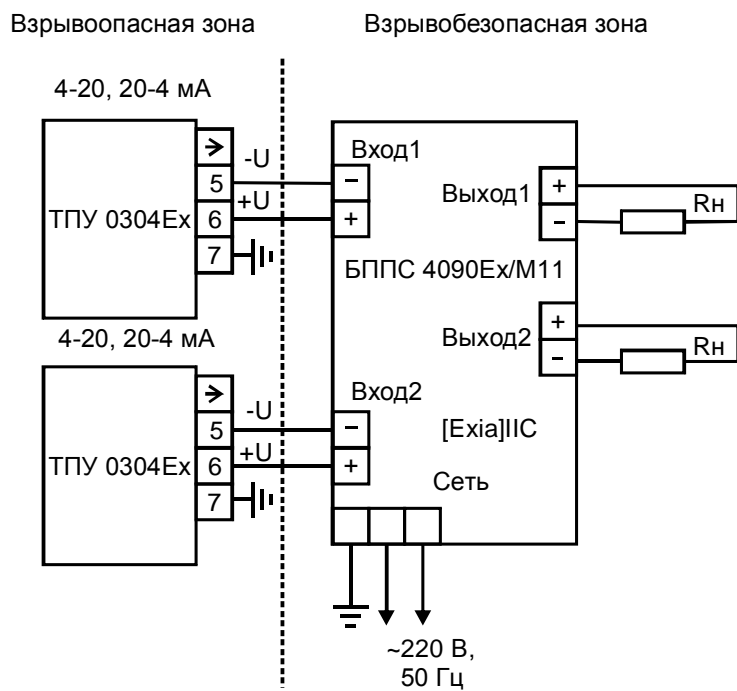 Взрывоопасная зона
Взрывобезопасная зона
4-20, 20-4 мА
ТПУ 0304Ex
5
6
7
-U
+U
4-20, 20-4 мА
ТПУ 0304Ex
5
6
7
-U
+U
Вход1
−
+
Выход1
+
−
Rн
БППС 4090Ex/М11
Выход2
+
−
Rн
Вход2
−
+
[Exia]IIC
Сеть
~220 В,
50 Гц